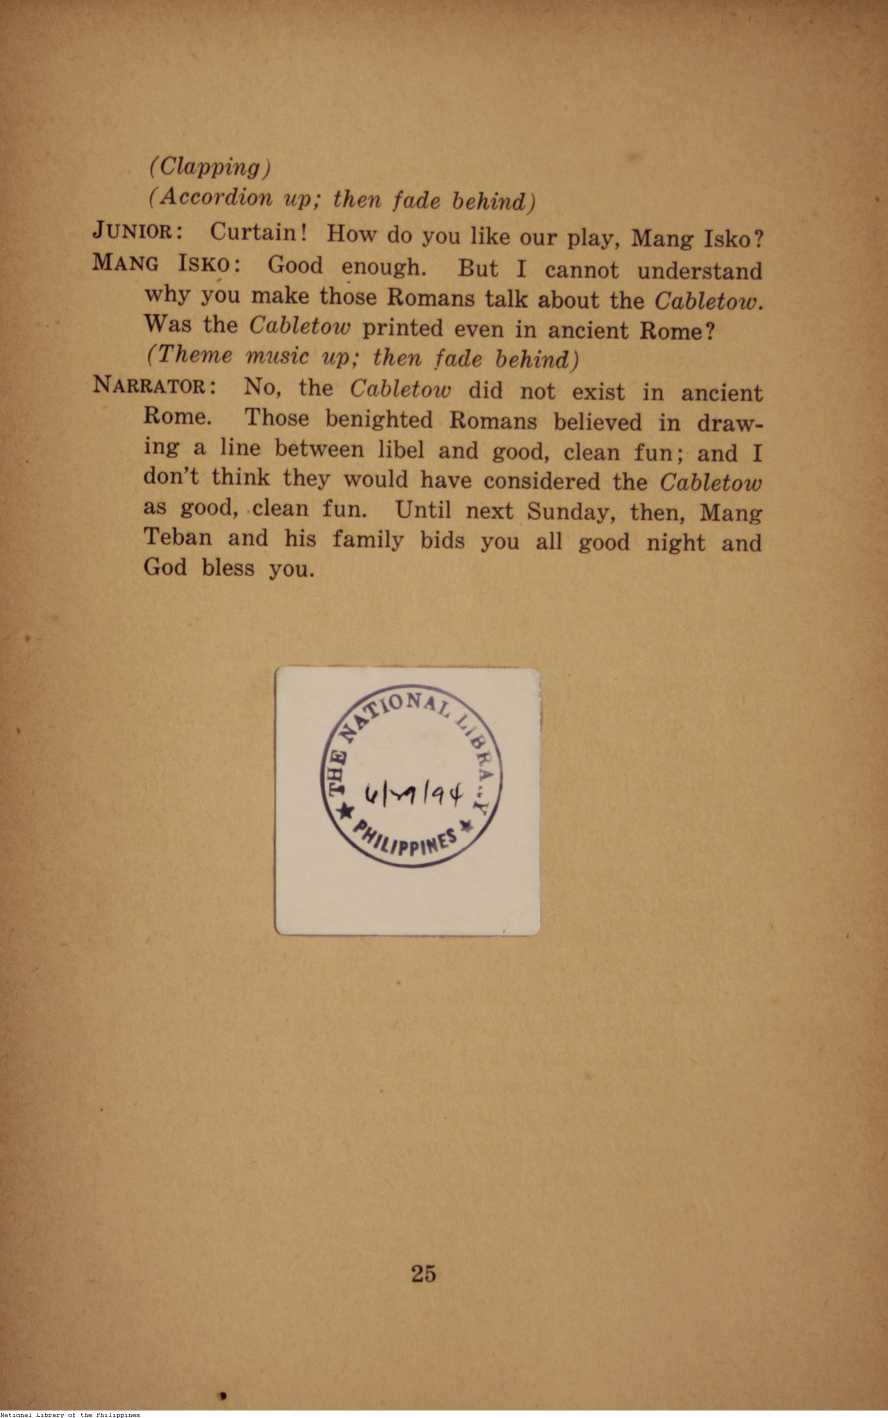 (Clapping)
(Accordion up; then fade behind)
JUNIOR: Curtain! How do you like our play, Mang Isko?
MANG ISKO: Good enough. But I cannot understand
why you make those Romans talk about the Cabletow.
Was the Cabletow printed even in ancient Rome?
(Theme music up; then fade behind)
NARRATOR: No, the Cabletow did not exist in ancient
Rome. Those benighted Romans believed in draw-
ing a line between libel and good, clean fun; and I
don't think they would have considered the Cabletow
as good, clean fun. Until next Sunday, then, Mang
Teban and his family bids you all good night and
God bless you.
THE NATIONAL LIBRARY
PHILIPPINES
25
National Library of the Philippines